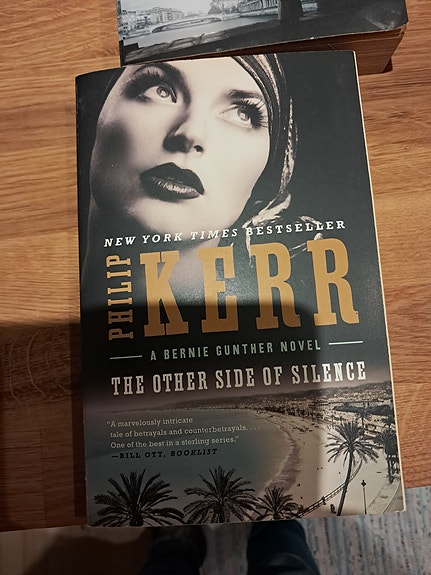 NEW YORK TIMES BESTSELLER
PHILIP
KERR
A BERNIE GUNTHER NOVEL
THE OTHER SIDE OF SILENCE
"A marvelously intricate
tale of betrayals and counterbetrayals. . . .
One of the best in a sterling series."
—BILL OTT, BOOKLIST